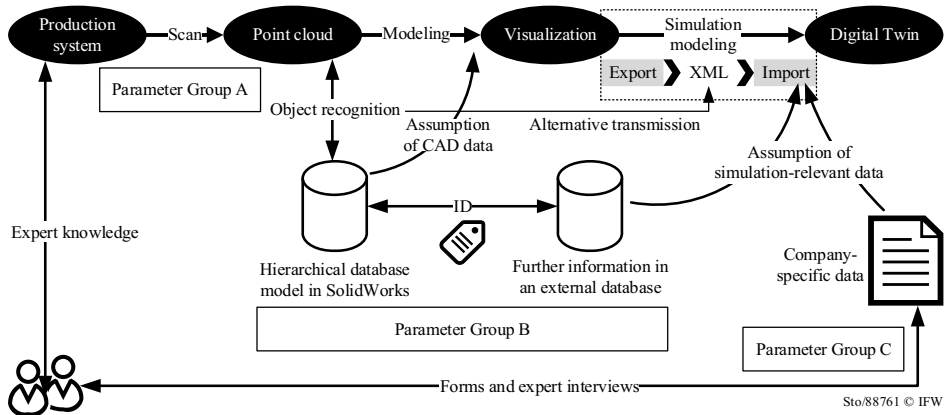 Production
system
Scan
Point cloud
Modeling
Visualization
Simulation
modeling
Digital Twin
Export
XML
Import
Parameter Group A
Object recognition
Alternative transmission
Assumption
of CAD data
Assumption of
simulation-relevant data
ID
Expert knowledge
Hierarchical database
model in SolidWorks
Further information in
an external database
Company-
specific data
Parameter Group B
Parameter Group C
Forms and expert interviews
Sto/88761 © IFW